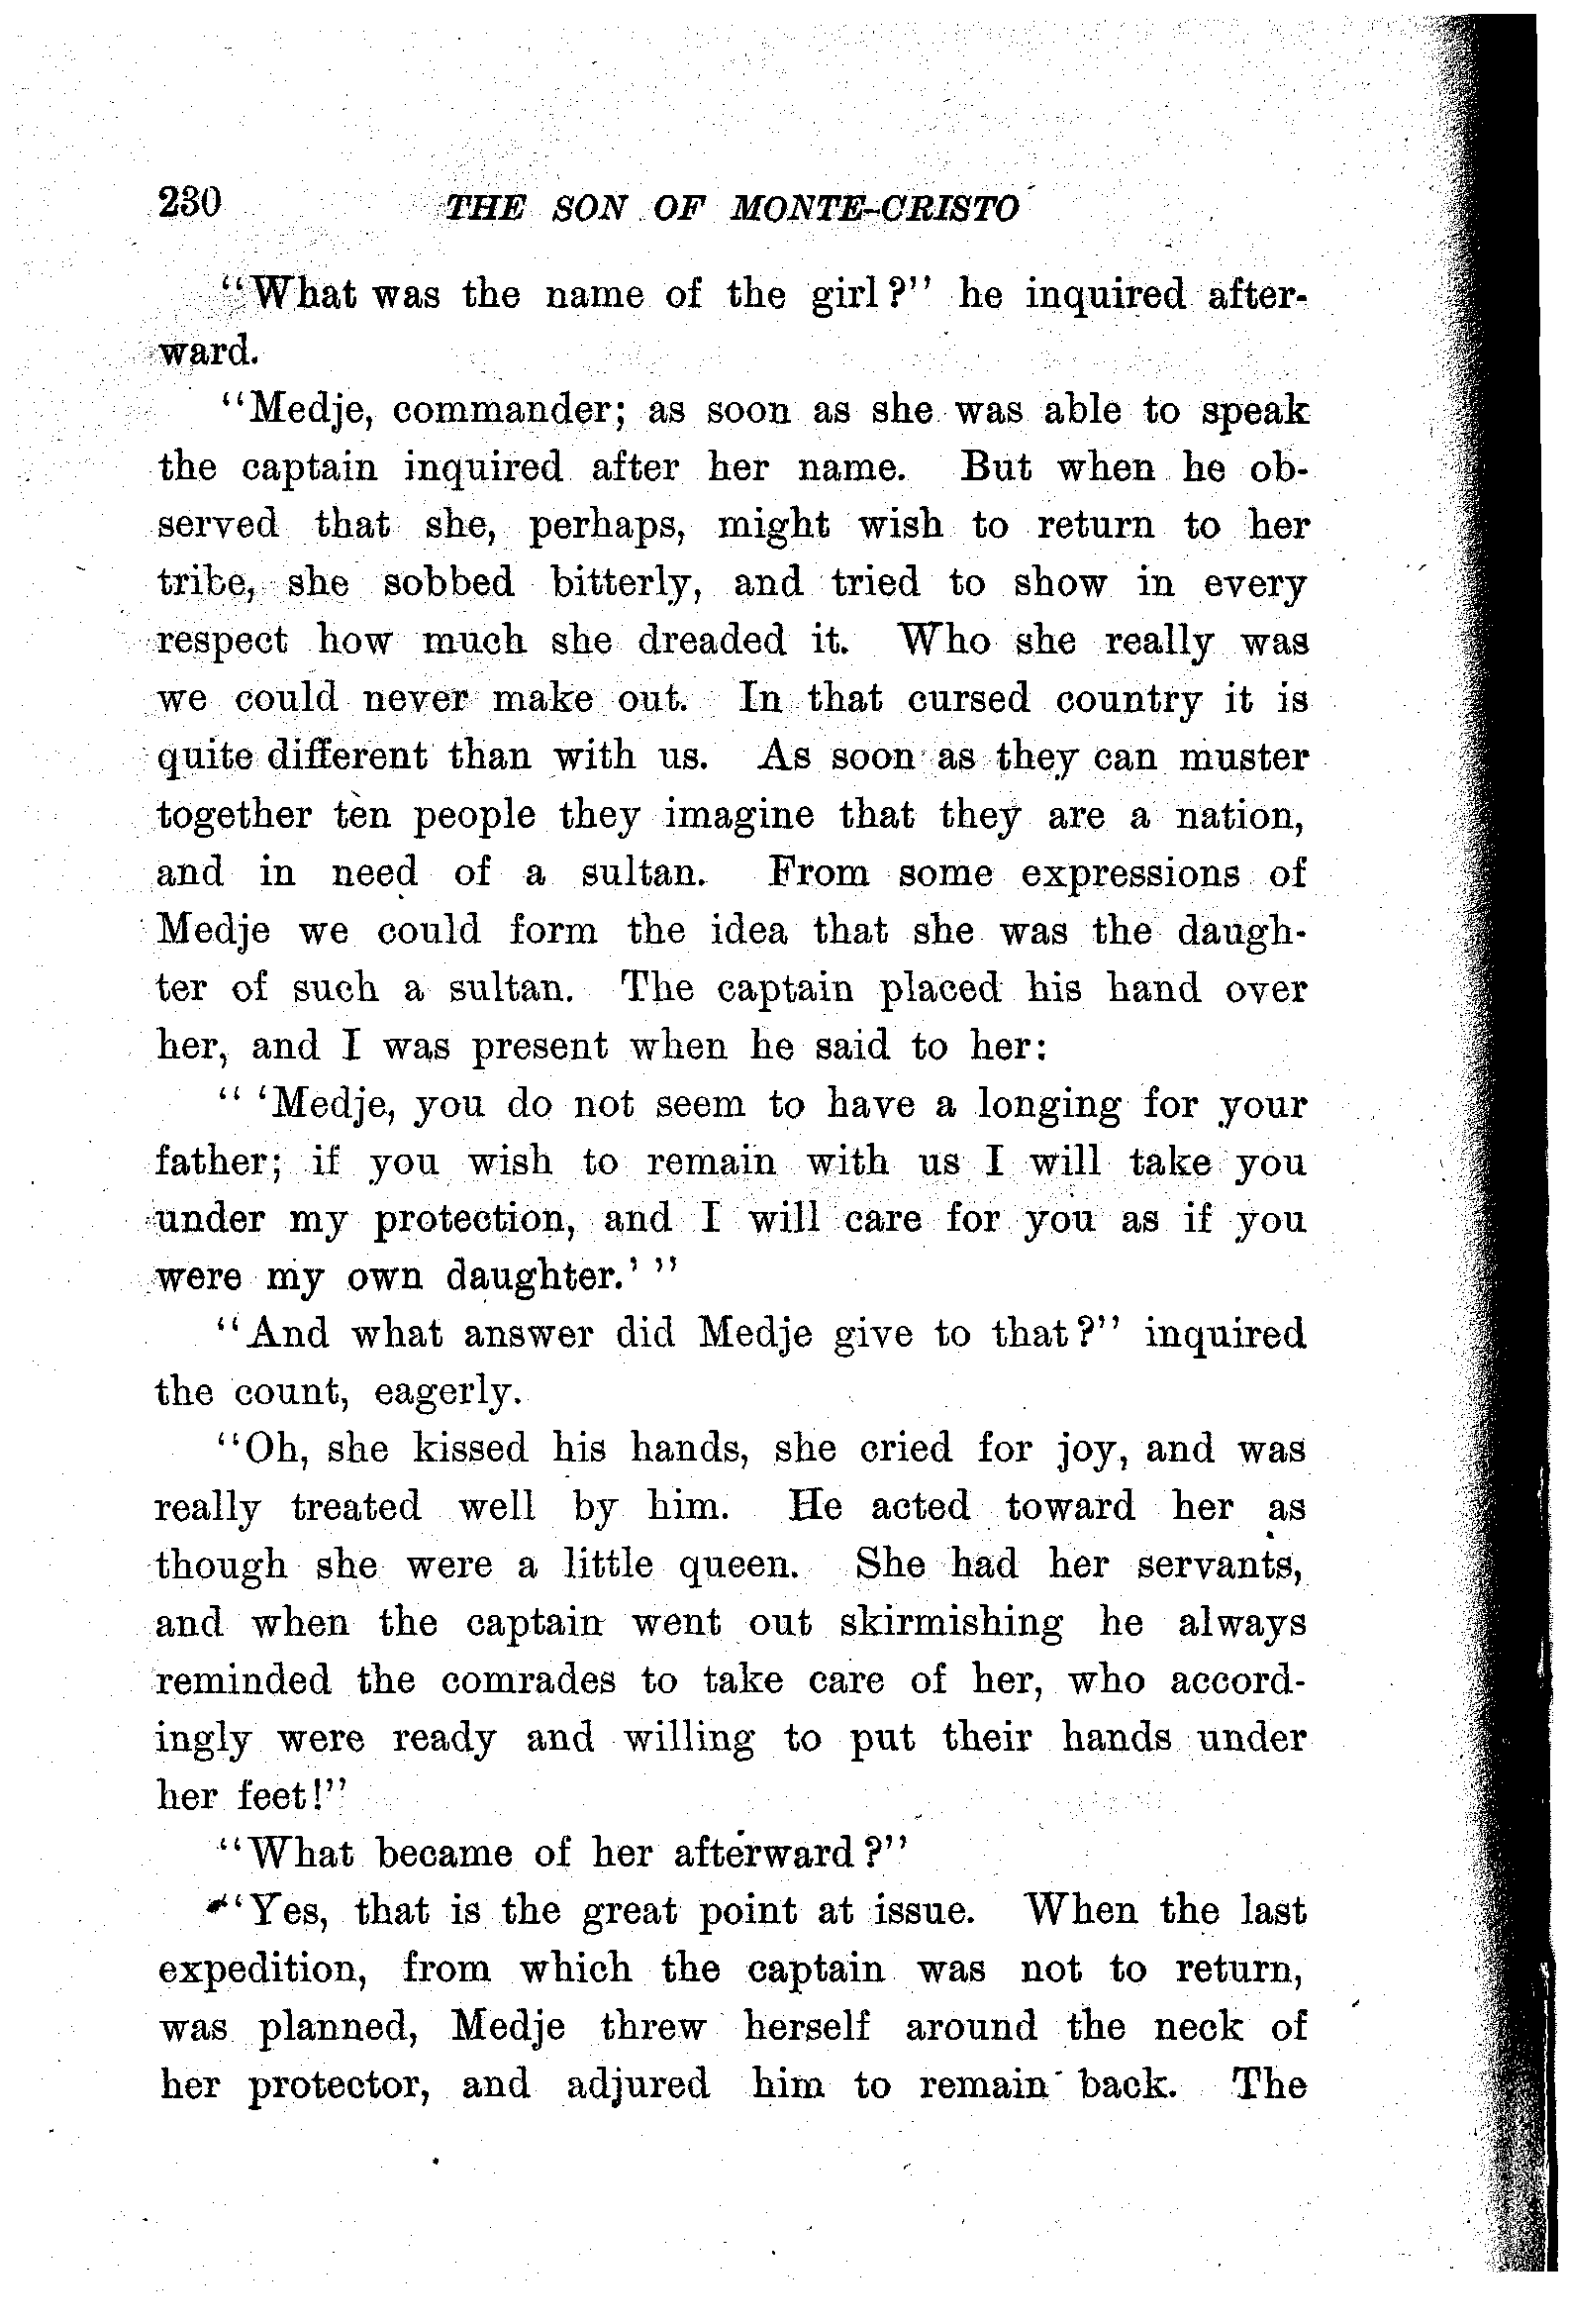 230 THE SON OF MONTE-CRISTO
"What was the name of the girl?" he inquired after-
ward.
"Medje, commander; as soon as she was able to speak
the captain inquired after her name. But when he ob-
served that she, perhaps, might wish to return to her
tribe, she sobbed bitterly, and tried to show in every
respect how much she dreaded it. Who she really was
we could never make out. In that cursed country it is
quite different than with us. As soon as they can muster
together ten people they imagine that they are a nation,
and in need of a sultan. From some expressions of
Medje we could form the idea that she was the daugh-
ter of such a sultan. The captain placed his hand over
her, and I was present when he said to her:
" 'Medje, you do not seem to have a longing for your
father; if you wish to remain with us I will take you
under my protection, and I will care for you as if you
were my own daughter.' "
"And what answer did Medje give to that?" inquired
the count, eagerly.
"Oh, she kissed his hands, she cried for joy, and was
really treated well by him. He acted toward her as
though she were a little queen. She had her servants,
and when the captain went out skirmishing he always
reminded the comrades to take care of her, who accord-
ingly were ready and willing to put their hands under
her feet!"
"What became of her afterward?"
"Yes, that is the great point at issue. When the last
expedition, from which the captain was not to return,
was planned, Medje threw herself around the neck of
her protector, and adjured him to remain back. The